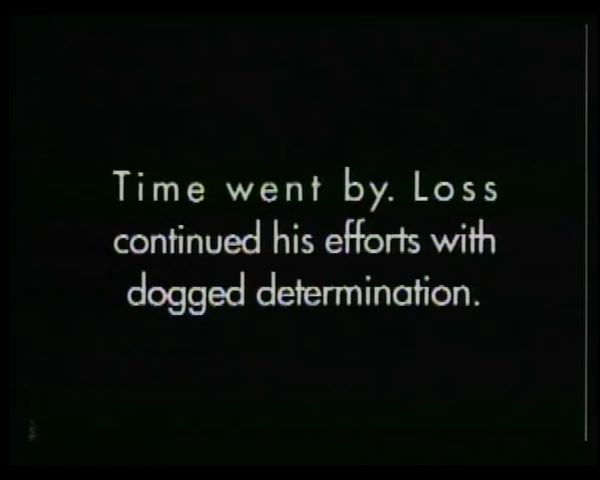 Time went by. Loss
continued his efforts with
dogged determination.